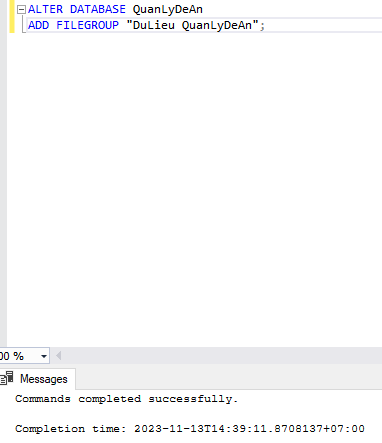 ALTER DATABASE QuanLyDeAn
ADD FILEGROUP "DuLieu QuanLyDeAn";
00 %
Messages
Commands completed successfully.
Completion time: 2023-11-13T14:39:11.8708137+07:00